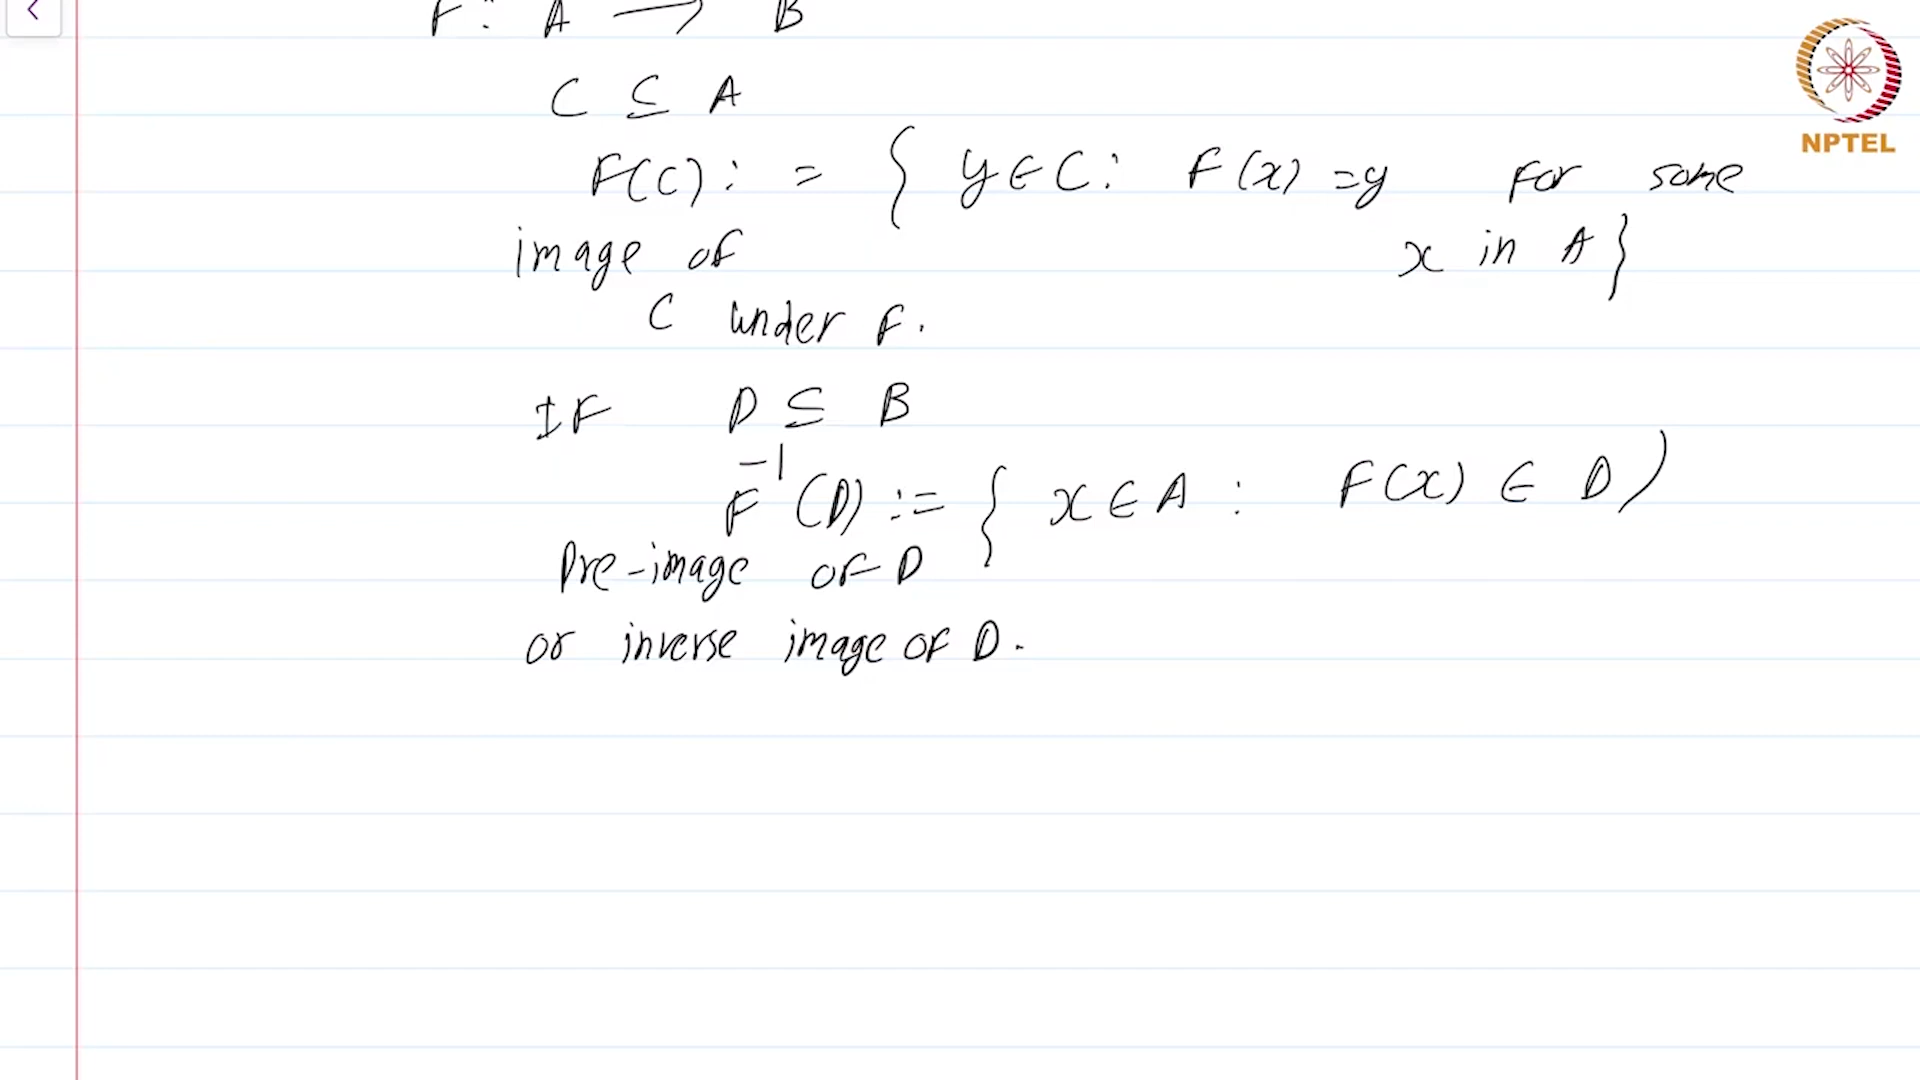 F: A → B
C ⊆ A
NPTEL
F(C) := { y ∈ C : F(x) = y for some
x in A }
image of
C under F.
IF D ⊆ B
F⁻¹(D) := { x ∈ A : F(x) ∈ D )
Pre-image of D
or inverse image of D.